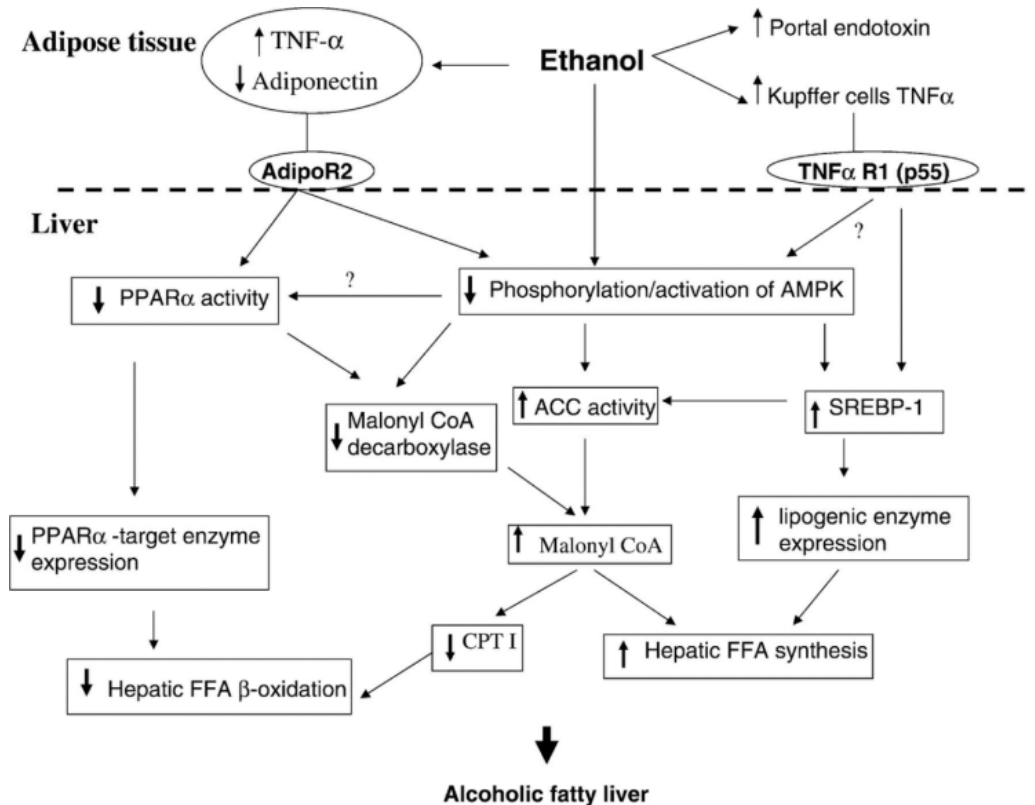 Adipose tissue
↑ TNF-α
↓ Adiponectin
Ethanol
↑ Portal endotoxin
↑ Kupffer cells TNFα
AdipoR2
TNFα R1 (p55)
Liver
?
?
↓ PPARα activity
↓ Phosphorylation/activation of AMPK
↓ Malonyl CoA
decarboxylase
↑ ACC activity
↑ SREBP-1
↓ PPARα -target enzyme
expression
↑ Malonyl CoA
↑ lipogenic enzyme
expression
↓ CPT I
↑ Hepatic FFA synthesis
↓ Hepatic FFA β-oxidation
Alcoholic fatty liver